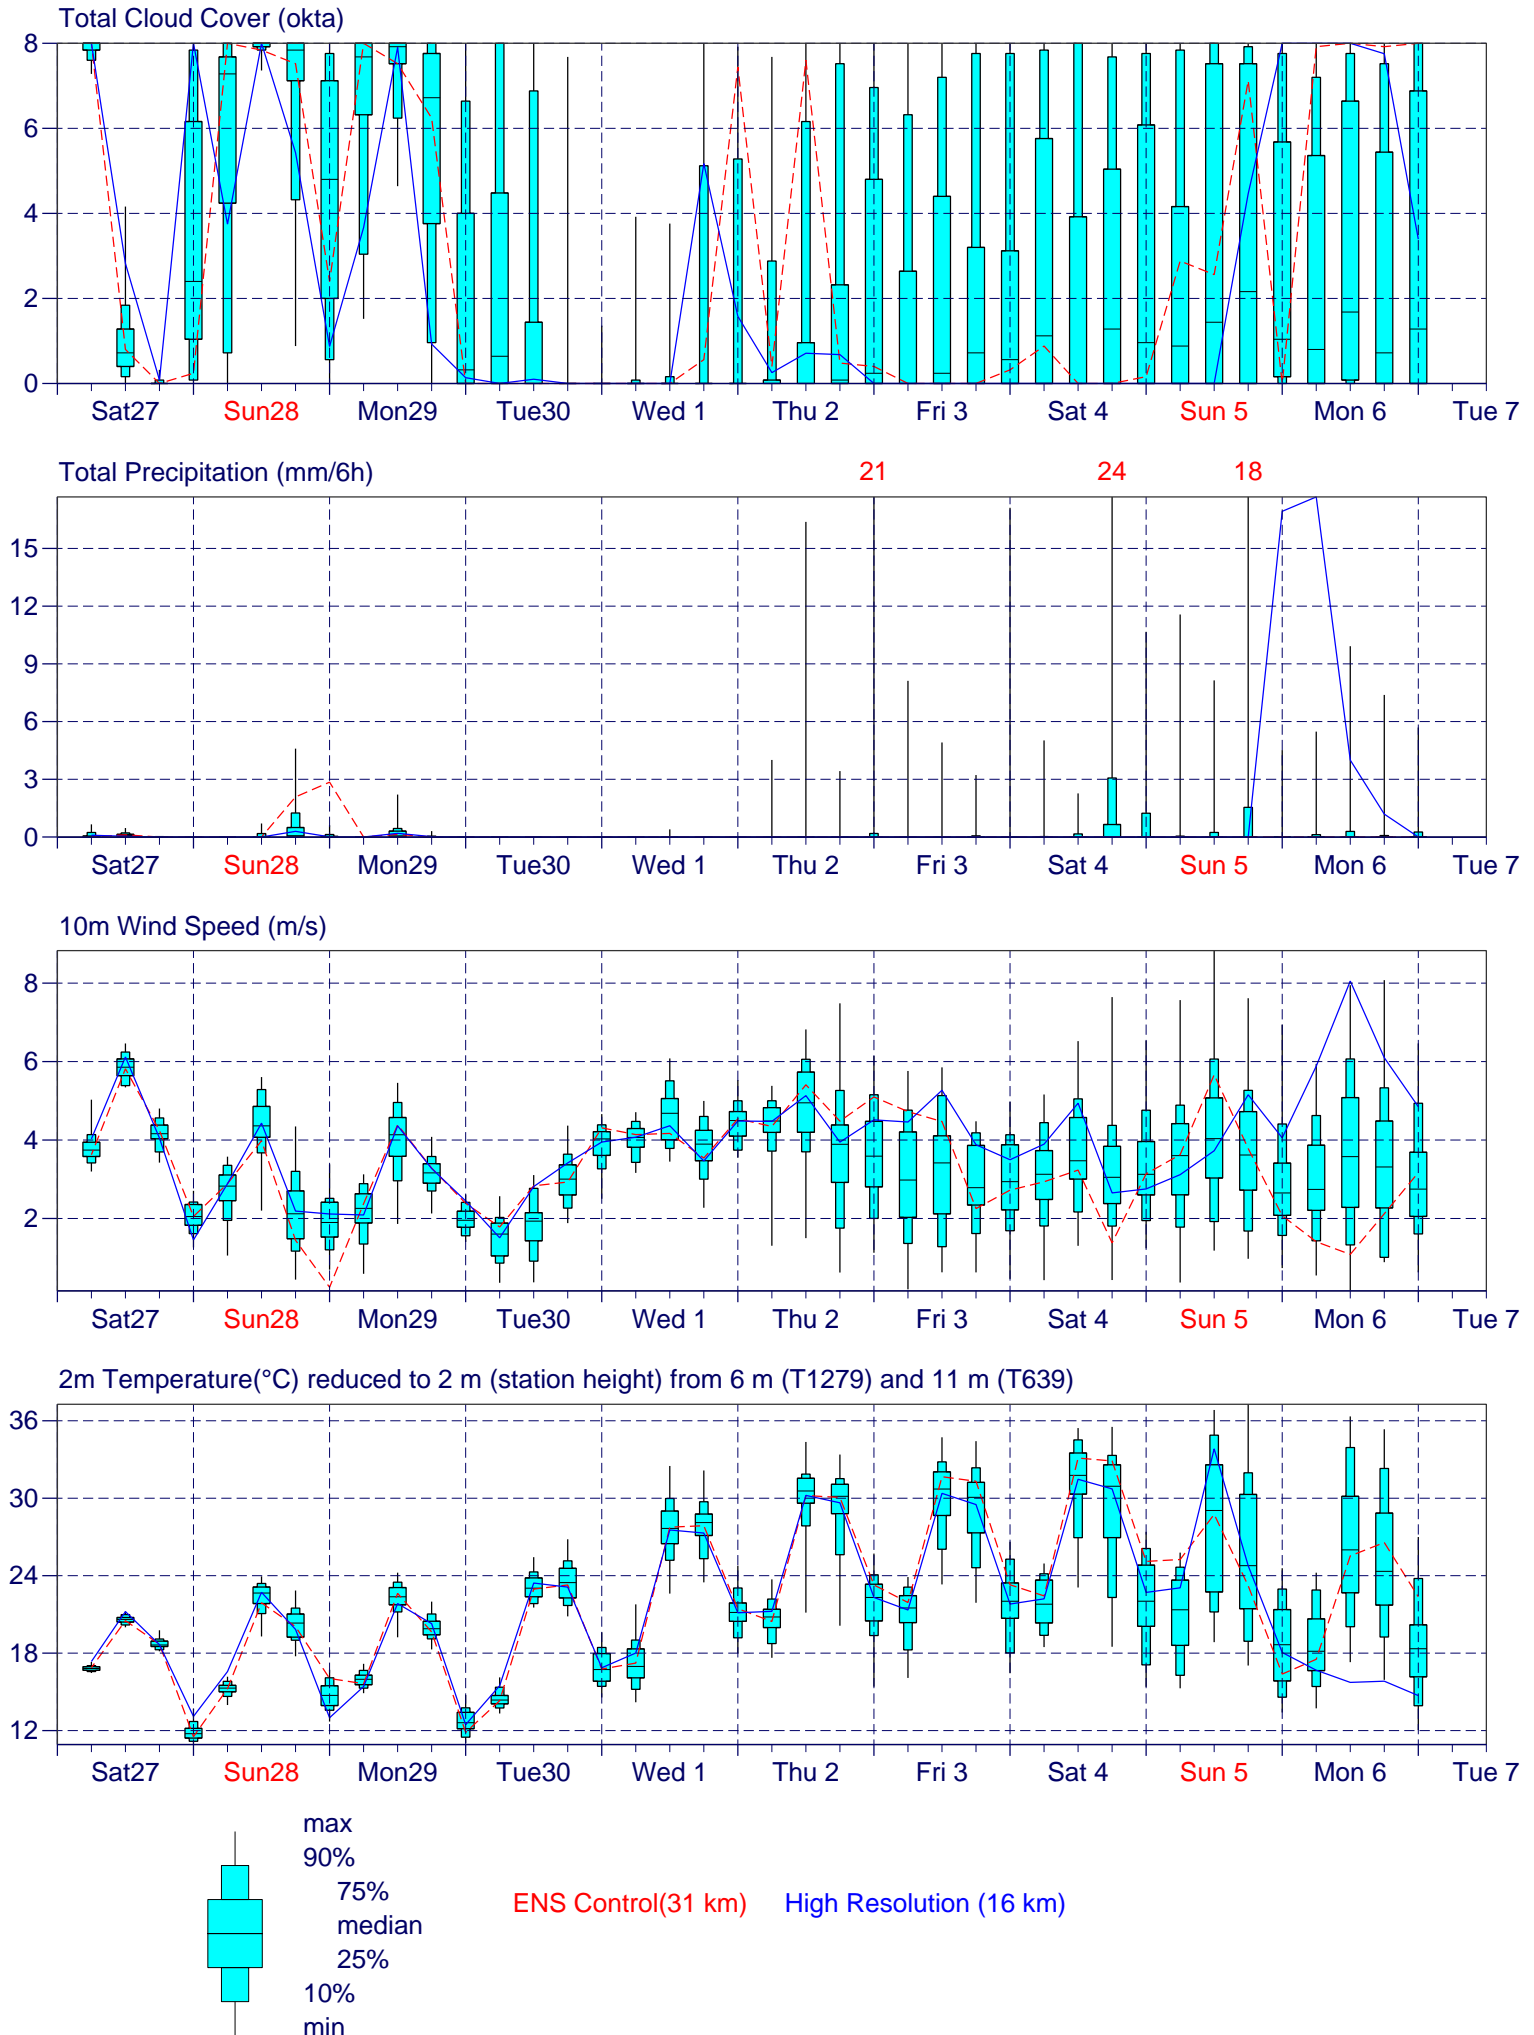 Total Cloud Cover (okta)
8
6
4
2
0
Sat27 Sun28 Mon29 Tue30 Wed 1 Thu 2 Fri 3 Sat 4 Sun 5 Mon 6 Tue 7
Total Precipitation (mm/6h) 21 24 18
15
12
9
6
3
0
Sat27 Sun28 Mon29 Tue30 Wed 1 Thu 2 Fri 3 Sat 4 Sun 5 Mon 6 Tue 7
10m Wind Speed (m/s)
8
6
4
2
Sat27 Sun28 Mon29 Tue30 Wed 1 Thu 2 Fri 3 Sat 4 Sun 5 Mon 6 Tue 7
2m Temperature(°C) reduced to 2 m (station height) from 6 m (T1279) and 11 m (T639)
36
30
24
18
12
Sat27 Sun28 Mon29 Tue30 Wed 1 Thu 2 Fri 3 Sat 4 Sun 5 Mon 6 Tue 7
max
90%
75%
median
25%
10%
min
ENS Control(31 km) High Resolution (16 km)